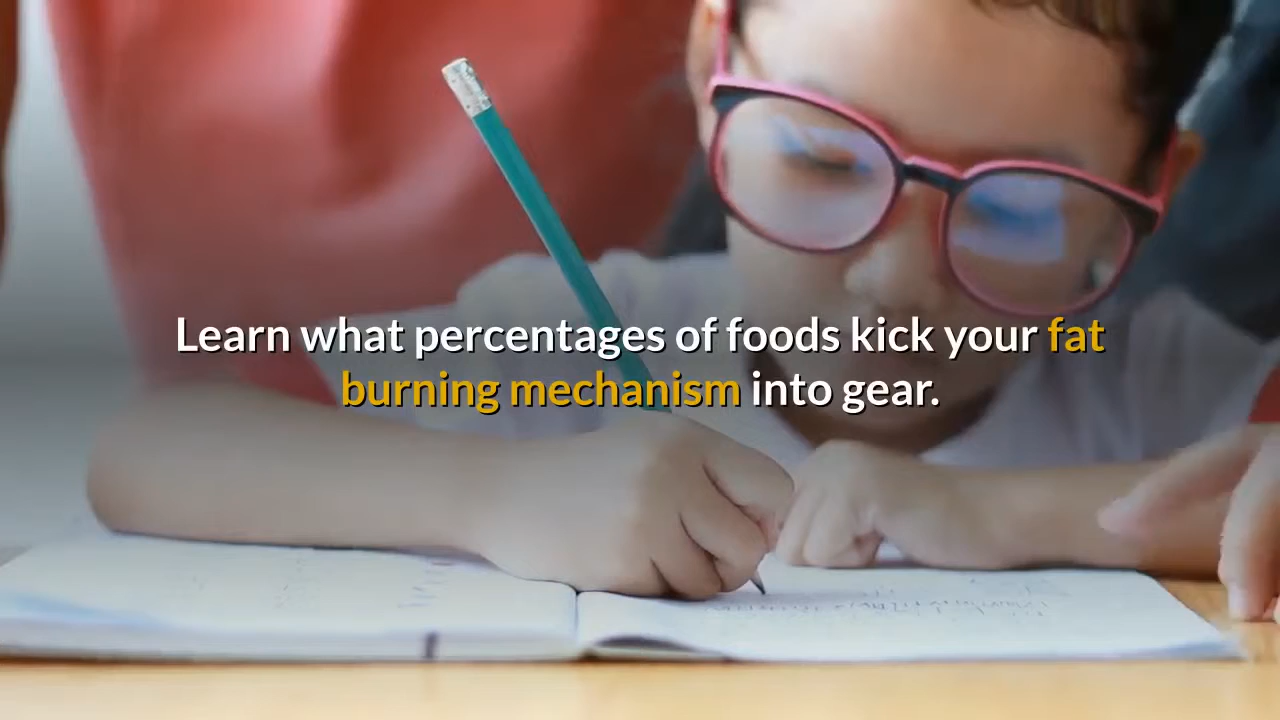 Learn what percentages of foods kick your fat
burning mechanism into gear.